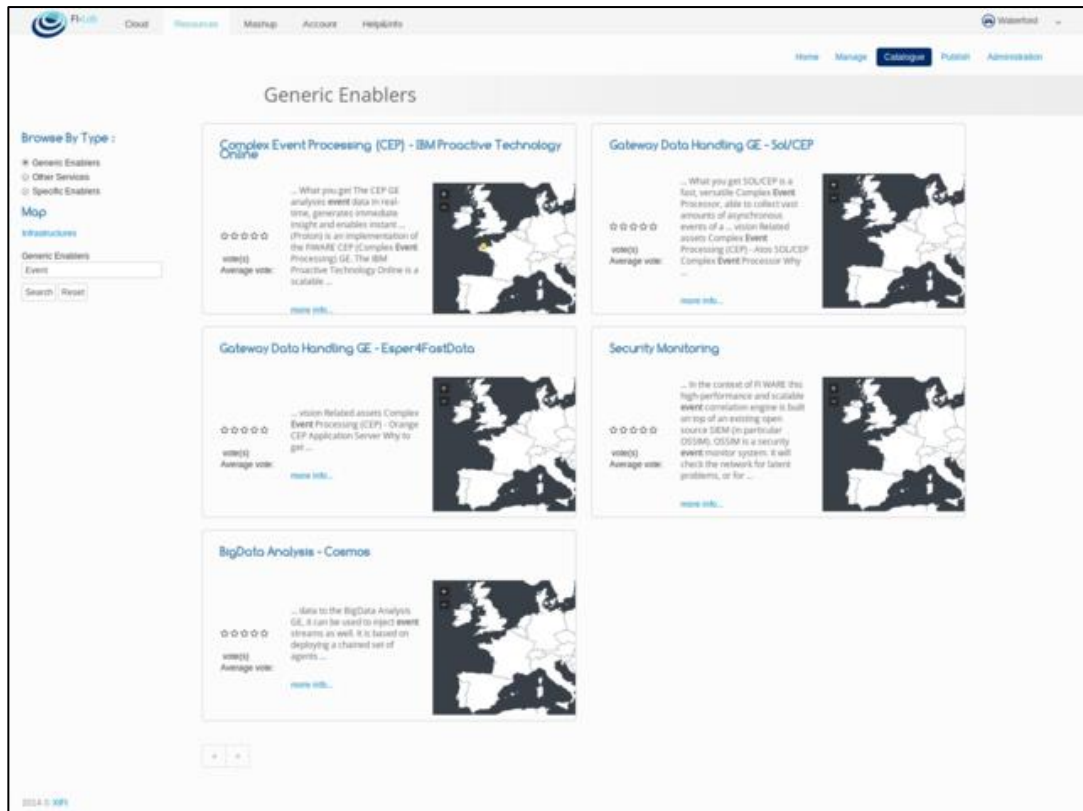 FI-Lab
Cloud
Resources
Mashup
Account
Help&Info
Waterford
Home
Manage
Catalogue
Publish
Administration
Generic Enablers
Browse By Type :
Generic Enablers
Other Services
Specific Enablers
Map
Infrastructures
Generic Enablers
Event
Search
Reset
Complex Event Processing (CEP) - IBM Proactive Technology
Online
... What you get The CEP GE
analyses event data in real-
time, generates immediate
insight and enables instant ...
(Proton) is an implementation of
the FIWARE CEP (Complex Event
Processing) GE. The IBM
Proactive Technology Online is a
scalable ...
vote(s)
Average vote:
more info...
Gateway Data Handling GE - Sol/CEP
... What you get SOL/CEP is a
fast, versatile Complex Event
Processor, able to collect vast
amounts of asynchronous
events of a ... vision Related
assets Complex Event
Processing (CEP) - Atos SOL/CEP
Complex Event Processor Why
...
vote(s)
Average vote:
more info...
Gateway Data Handling GE - Esper4FastData
... vision Related assets Complex
Event Processing (CEP) - Orange
CEP Application Server Why to
get ...
vote(s)
Average vote:
more info...
Security Monitoring
... In the context of FI WARE this
high-performance and scalable
event correlation engine is built
on top of an existing open
source SIEM (in particular
OSSIM). OSSIM is a security
event monitor system. It will
check the network for latent
problems, or for ...
vote(s)
Average vote:
more info...
BigData Analysis - Cosmos
... data to the BigData Analysis
GE, it can be used to inject event
streams as well. It is based on
deploying a chained set of
agents ...
vote(s)
Average vote:
more info...
2014 © XIFI